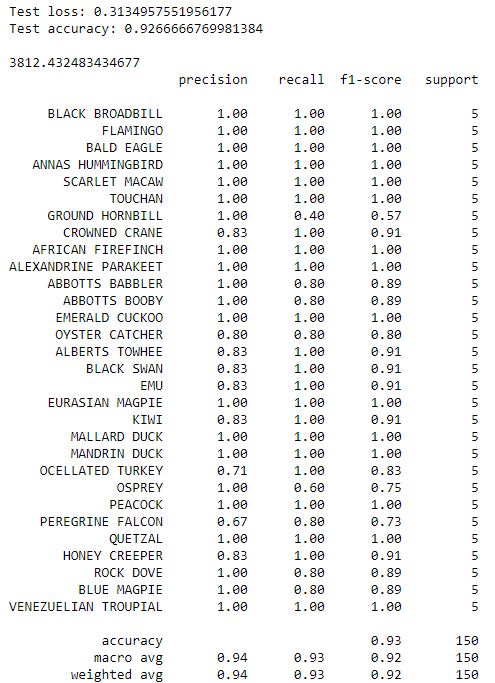 Test loss: 0.3134957551956177
Test accuracy: 0.9266666769981384
3812.432483434677
precision recall f1-score support
BLACK BROADBILL 1.00 1.00 1.00 5
FLAMINGO 1.00 1.00 1.00 5
BALD EAGLE 1.00 1.00 1.00 5
ANNAS HUMMINGBIRD 1.00 1.00 1.00 5
SCARLET MACAW 1.00 1.00 1.00 5
TOUCHAN 1.00 1.00 1.00 5
GROUND HORNBILL 1.00 0.40 0.57 5
CROWNED CRANE 0.83 1.00 0.91 5
AFRICAN FIREFINCH 1.00 1.00 1.00 5
ALEXANDRINE PARAKEET 1.00 1.00 1.00 5
ABBOTTS BABBLER 1.00 0.80 0.89 5
ABBOTTS BOOBY 1.00 0.80 0.89 5
EMERALD CUCKOO 1.00 1.00 1.00 5
OYSTER CATCHER 0.80 0.80 0.80 5
ALBERTS TOWHEE 0.83 1.00 0.91 5
BLACK SWAN 0.83 1.00 0.91 5
EMU 0.83 1.00 0.91 5
EURASIAN MAGPIE 1.00 1.00 1.00 5
KIWI 0.83 1.00 0.91 5
MALLARD DUCK 1.00 1.00 1.00 5
MANDRIN DUCK 1.00 1.00 1.00 5
OCELLATED TURKEY 0.71 1.00 0.83 5
OSPREY 1.00 0.60 0.75 5
PEACOCK 1.00 1.00 1.00 5
PEREGRINE FALCON 0.67 0.80 0.73 5
QUETZAL 1.00 1.00 1.00 5
HONEY CREEPER 0.83 1.00 0.91 5
ROCK DOVE 1.00 0.80 0.89 5
BLUE MAGPIE 1.00 0.80 0.89 5
VENEZUELIAN TROUPIAL 1.00 1.00 1.00 5
accuracy 0.93 150
macro avg 0.94 0.93 0.92 150
weighted avg 0.94 0.93 0.92 150